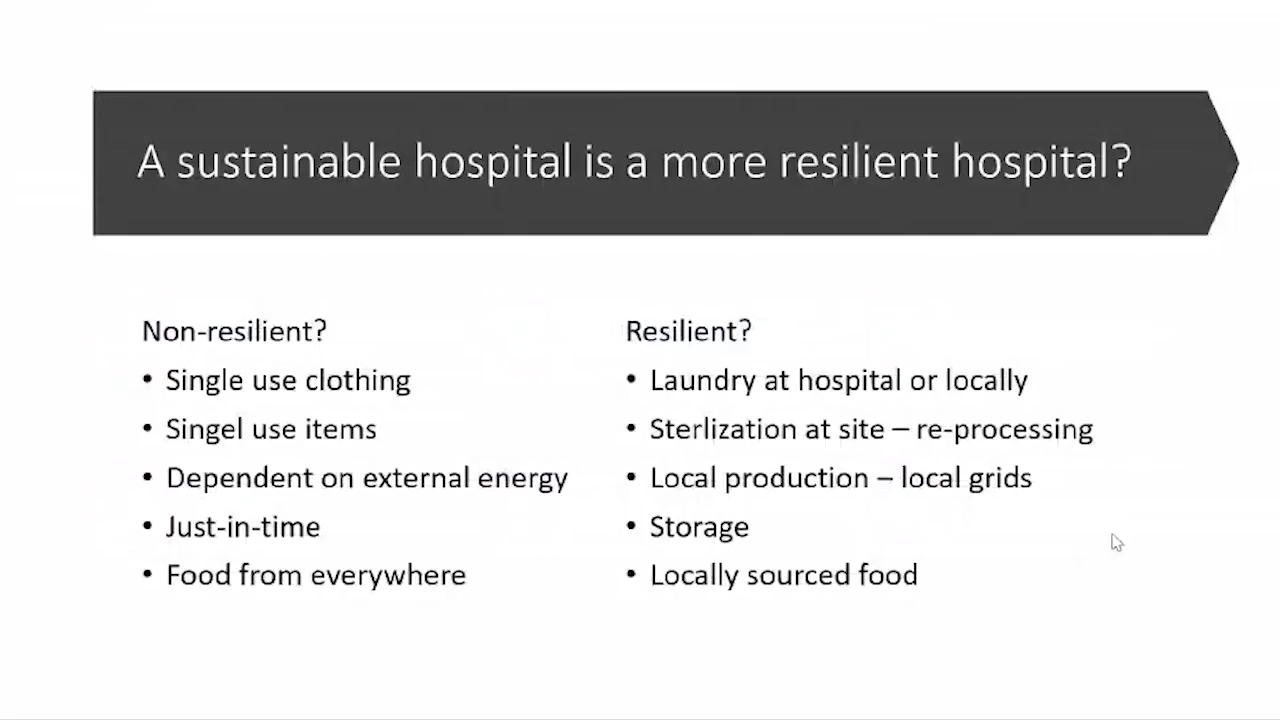 A sustainable hospital is a more resilient hospital?
Non-resilient?
• Single use clothing
• Singel use items
• Dependent on external energy
• Just-in-time
• Food from everywhere
Resilient?
• Laundry at hospital or locally
• Sterlization at site – re-processing
• Local production – local grids
• Storage
• Locally sourced food